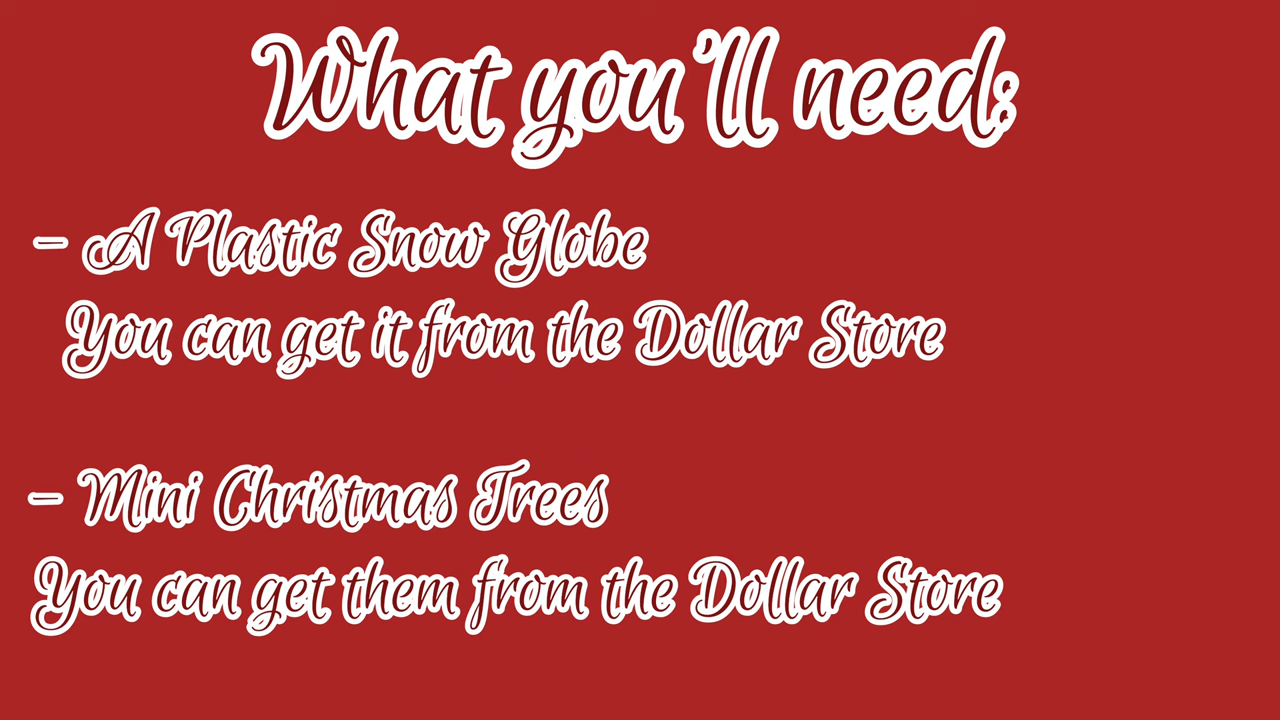 What you'll need:
- A Plastic Snow Globe
You can get it from the Dollar Store
- Mini Christmas Trees
You can get them from the Dollar Store